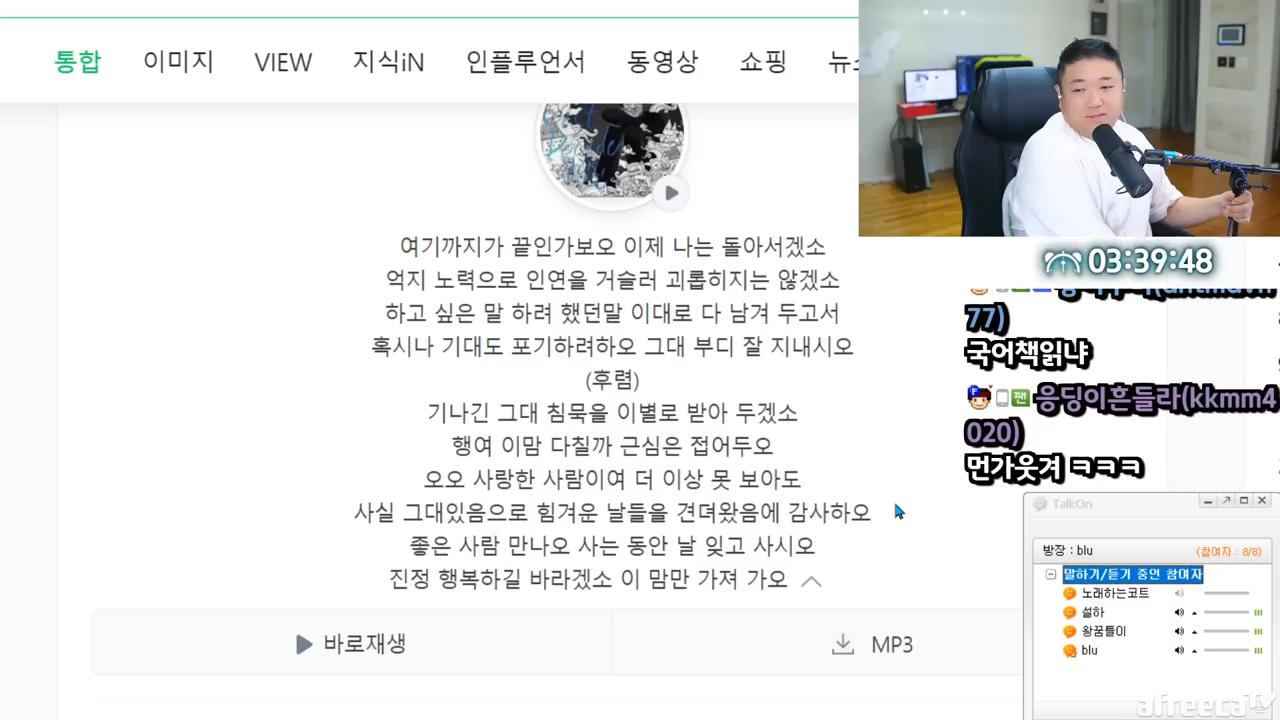 통합 이미지 VIEW 지식iN 인플루언서 동영상 쇼핑
여기까지가 끝인가보오 이제 나는 돌아서겠소
억지 노력으로 인연을 거슬러 괴롭히지는 않겠소
하고 싶은 말 하려 했던말 이대로 다 남겨 두고서
혹시나 기대도 포기하려하오 그대 부디 잘 지내시오
(후렴)
기나긴 그대 침묵을 이별로 받아 두겠소
행여 이맘 다칠까 근심은 접어두오
오오 사랑한 사람이여 더 이상 못 보아도
사실 그대있음으로 힘겨운 날들을 견뎌왔음에 감사하오
좋은 사람 만나오 사는 동안 날 잊고 사시오
진정 행복하길 바라겠소 이 맘만 가져 가오
바로재생
MP3
03:39:48
77)
국어책읽냐
F 팬 응딩이흔들라(kkmm4
020)
먼가웃겨 ㅋㅋㅋ
TalkOn
방장 : blu (참여자 : 8/8)
말하기/듣기 중인 참여자
노래하는코트
설하
왕꿈틀이
blu
afreecaTV